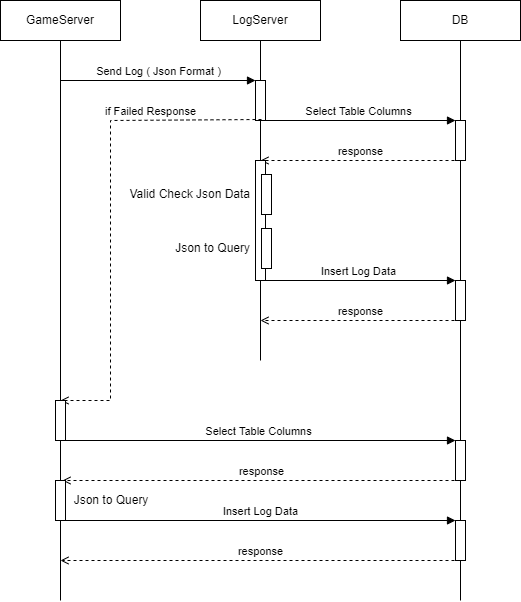 GameServer
LogServer
DB
Send Log ( Json Format )
if Failed Response
Select Table Columns
response
Valid Check Json Data
Json to Query
Insert Log Data
response
Select Table Columns
response
Json to Query
Insert Log Data
response